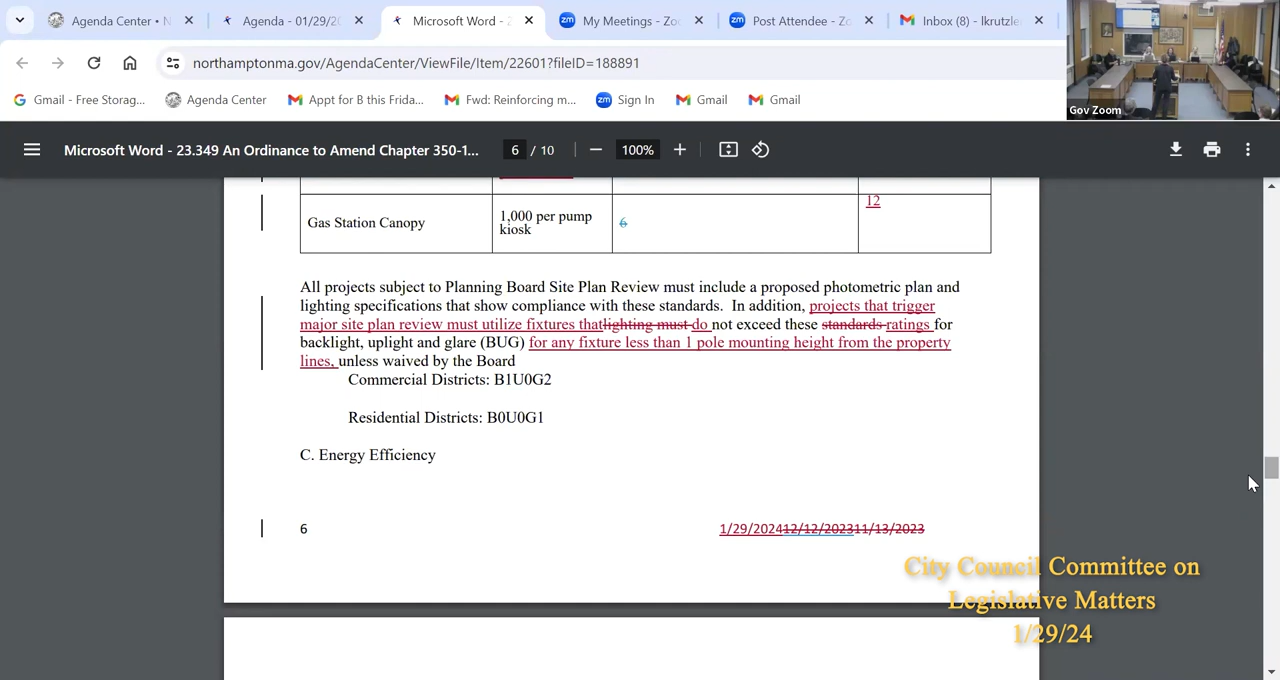 Agenda Center • N
Agenda - 01/29/20
Microsoft Word - 2
My Meetings - Zoo
Post Attendee - Zo
Inbox (8) - lkrutzle
northamptonma.gov/AgendaCenter/ViewFile/Item/22601?fileID=188891
Gmail - Free Storag...
Agenda Center
Appt for B this Frida...
Fwd: Reinforcing m...
Sign In
Gmail
Gmail
Gov Zoom
Microsoft Word - 23.349 An Ordinance to Amend Chapter 350-1...
6 / 10
100%
12
Gas Station Canopy
1,000 per pump
kiosk
6
All projects subject to Planning Board Site Plan Review must include a proposed photometric plan and
lighting specifications that show compliance with these standards. In addition, projects that trigger
major site plan review must utilize fixtures thatlighting must do not exceed these standards ratings for
backlight, uplight and glare (BUG) for any fixture less than 1 pole mounting height from the property
lines, unless waived by the Board
Commercial Districts: B1U0G2
Residential Districts: B0U0G1
C. Energy Efficiency
6
1/29/202412/12/202311/13/2023
City Council Committee on
Legislative Matters
1/29/24